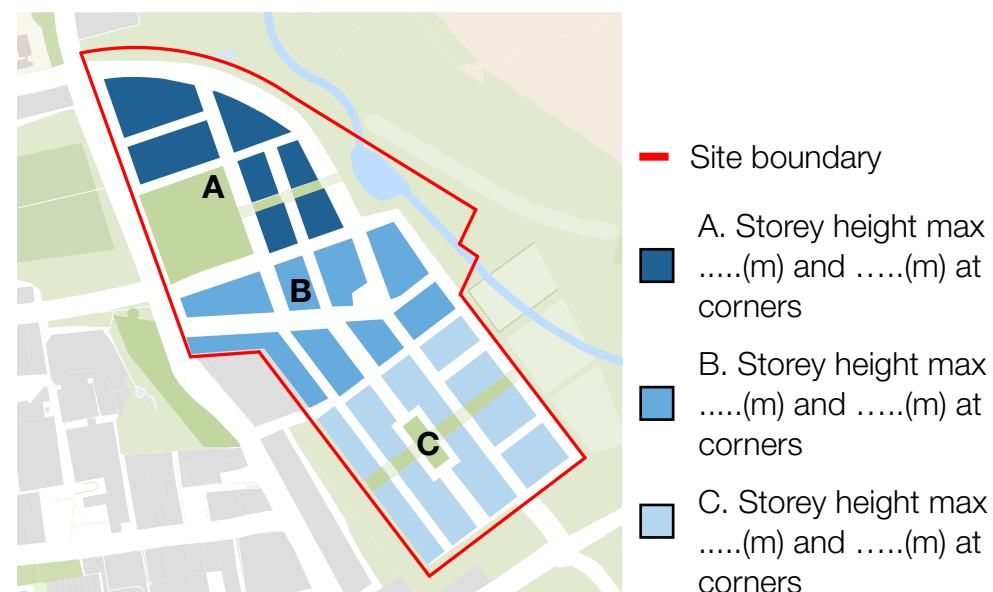 A
B
C
Site boundary
A. Storey height max
.....(m) and …..(m) at
corners
B. Storey height max
.....(m) and …..(m) at
corners
C. Storey height max
.....(m) and …..(m) at
corners